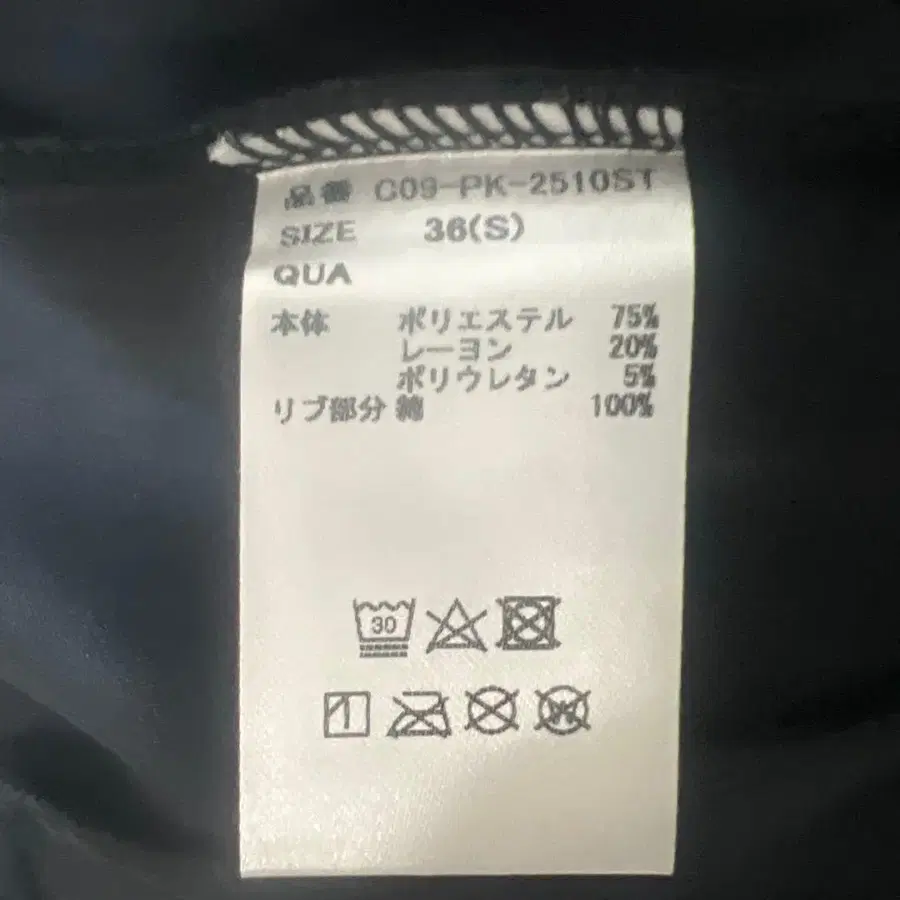 品番 C09-PK-2510ST
SIZE 36(S)
QUA
本体 ポリエステル 75%
レーヨン 20%
ポリウレタン 5%
リブ部分 綿 100%
30
W